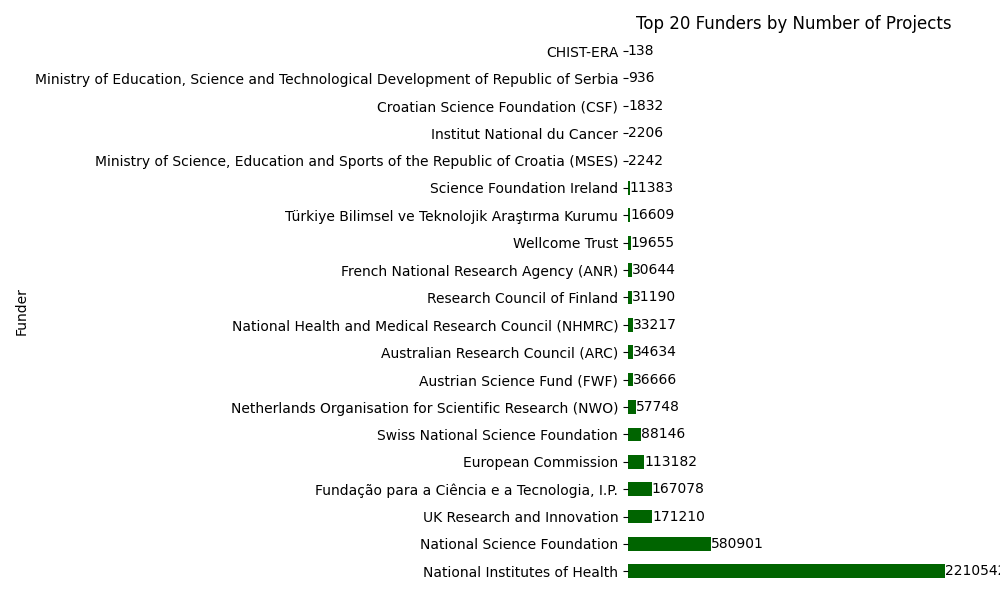 Top 20 Funders by Number of Projects
CHIST-ERA 138
Ministry of Education, Science and Technological Development of Republic of Serbia 936
Croatian Science Foundation (CSF) 1832
Institut National du Cancer 2206
Ministry of Science, Education and Sports of the Republic of Croatia (MSES) 2242
Science Foundation Ireland 11383
Türkiye Bilimsel ve Teknolojik Araştırma Kurumu 16609
Wellcome Trust 19655
French National Research Agency (ANR) 30644
Research Council of Finland 31190
National Health and Medical Research Council (NHMRC) 33217
Australian Research Council (ARC) 34634
Austrian Science Fund (FWF) 36666
Netherlands Organisation for Scientific Research (NWO) 57748
Swiss National Science Foundation 88146
European Commission 113182
Fundação para a Ciência e a Tecnologia, I.P. 167078
UK Research and Innovation 171210
National Science Foundation 580901
National Institutes of Health
Funder